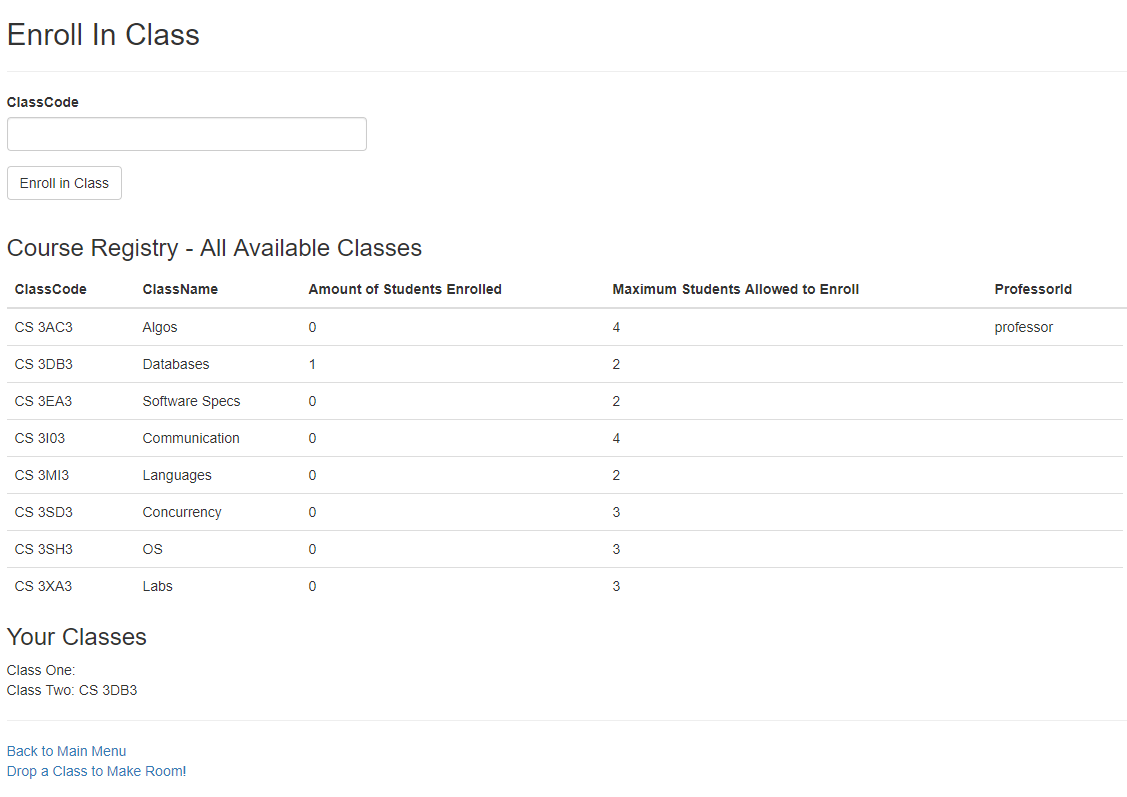 Enroll In Class
ClassCode
Enroll in Class
Course Registry - All Available Classes
ClassCode ClassName Amount of Students Enrolled Maximum Students Allowed to Enroll ProfessorId
CS 3AC3 Algos 0 4 professor
CS 3DB3 Databases 1 2
CS 3EA3 Software Specs 0 2
CS 3I03 Communication 0 4
CS 3MI3 Languages 0 2
CS 3SD3 Concurrency 0 3
CS 3SH3 OS 0 3
CS 3XA3 Labs 0 3
Your Classes
Class One:
Class Two: CS 3DB3
Back to Main Menu
Drop a Class to Make Room!